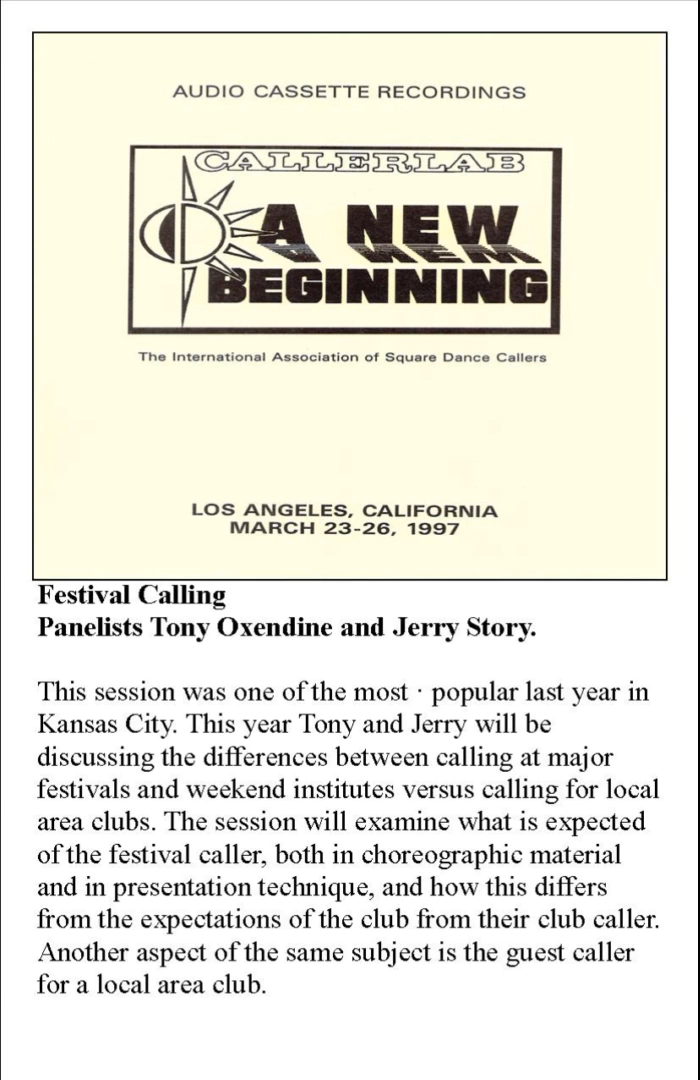 AUDIO CASSETTE RECORDINGS
CALLERLAB
A NEW
BEGINNING
The International Association of Square Dance Callers
LOS ANGELES, CALIFORNIA
MARCH 23-26, 1997
Festival Calling
Panelists Tony Oxendine and Jerry Story.
This session was one of the most · popular last year in
Kansas City. This year Tony and Jerry will be
discussing the differences between calling at major
festivals and weekend institutes versus calling for local
area clubs. The session will examine what is expected
of the festival caller, both in choreographic material
and in presentation technique, and how this differs
from the expectations of the club from their club caller.
Another aspect of the same subject is the guest caller
for a local area club.